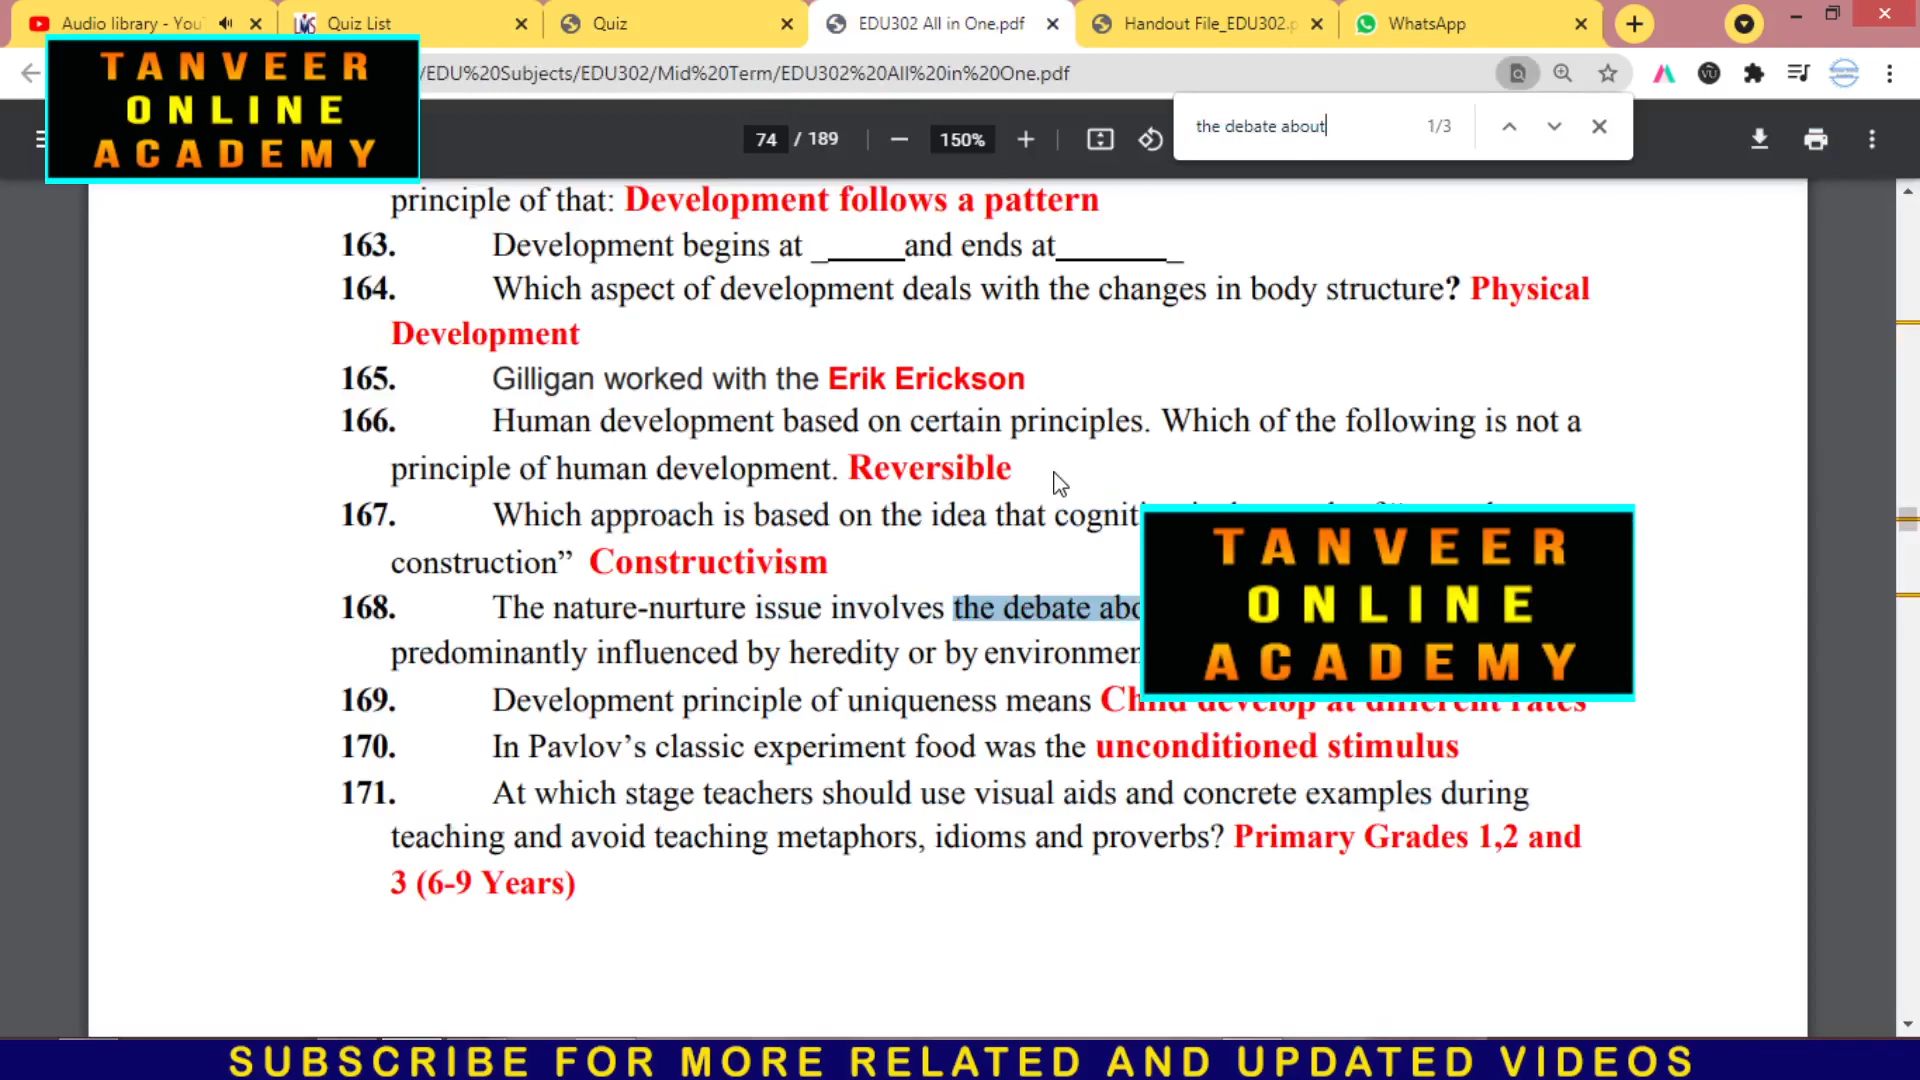 Audio library - You
Quiz List
Quiz
EDU302 All in One.pdf
Handout File_EDU302.p
WhatsApp
/EDU%20Subjects/EDU302/Mid%20Term/EDU302%20All%20in%20One.pdf
TANVEER
ONLINE
ACADEMY
74 / 189
150%
the debate about
1/3
principle of that: Development follows a pattern
163. Development begins at ______and ends at________
164. Which aspect of development deals with the changes in body structure? Physical
Development
165. Gilligan worked with the Erik Erickson
166. Human development based on certain principles. Which of the following is not a
principle of human development. Reversible
167. Which approach is based on the idea that
construction” Constructivism
168. The nature-nurture issue involves the debate
predominantly influenced by heredity or by
169. Development principle of uniqueness means Child develop at different rates
170. In Pavlov’s classic experiment food was the unconditioned stimulus
171. At which stage teachers should use visual aids and concrete examples during
teaching and avoid teaching metaphors, idioms and proverbs? Primary Grades 1,2 and
3 (6-9 Years)
TANVEER
ONLINE
ACADEMY
SUBSCRIBE FOR MORE RELATED AND UPDATED VIDEOS